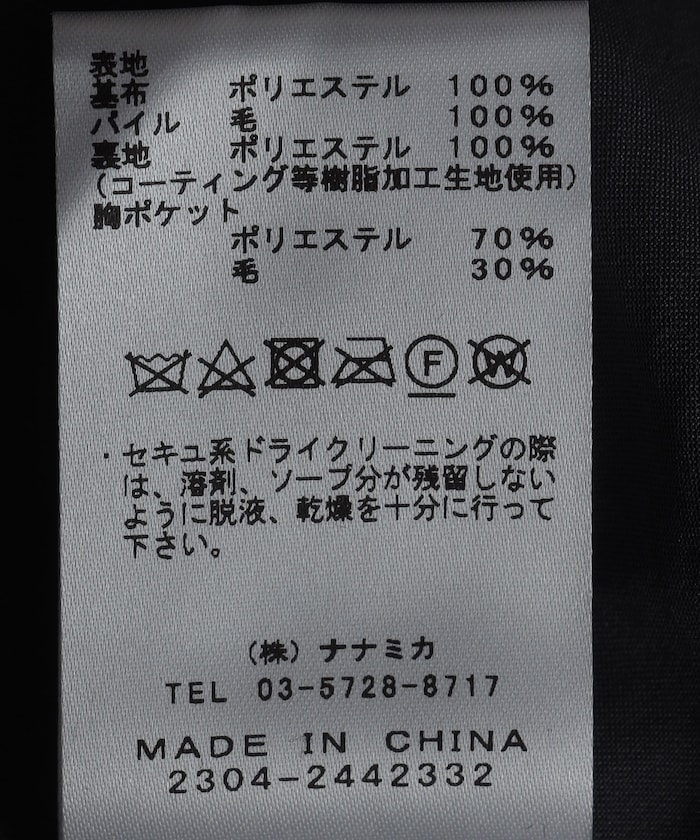 表地
基布 ポリエステル 100%
パイル 毛 100%
裏地 ポリエステル 100%
(コーティング等樹脂加工生地使用)
胸ポケット
ポリエステル 70%
毛 30%
F W
・セキユ系ドライクリーニングの際
は、溶剤、ソープ分が残留しない
ように脱液、乾燥を十分に行って
下さい。
(株)ナナミカ
TEL 03-5728-8717
MADE IN CHINA
2304-2442332